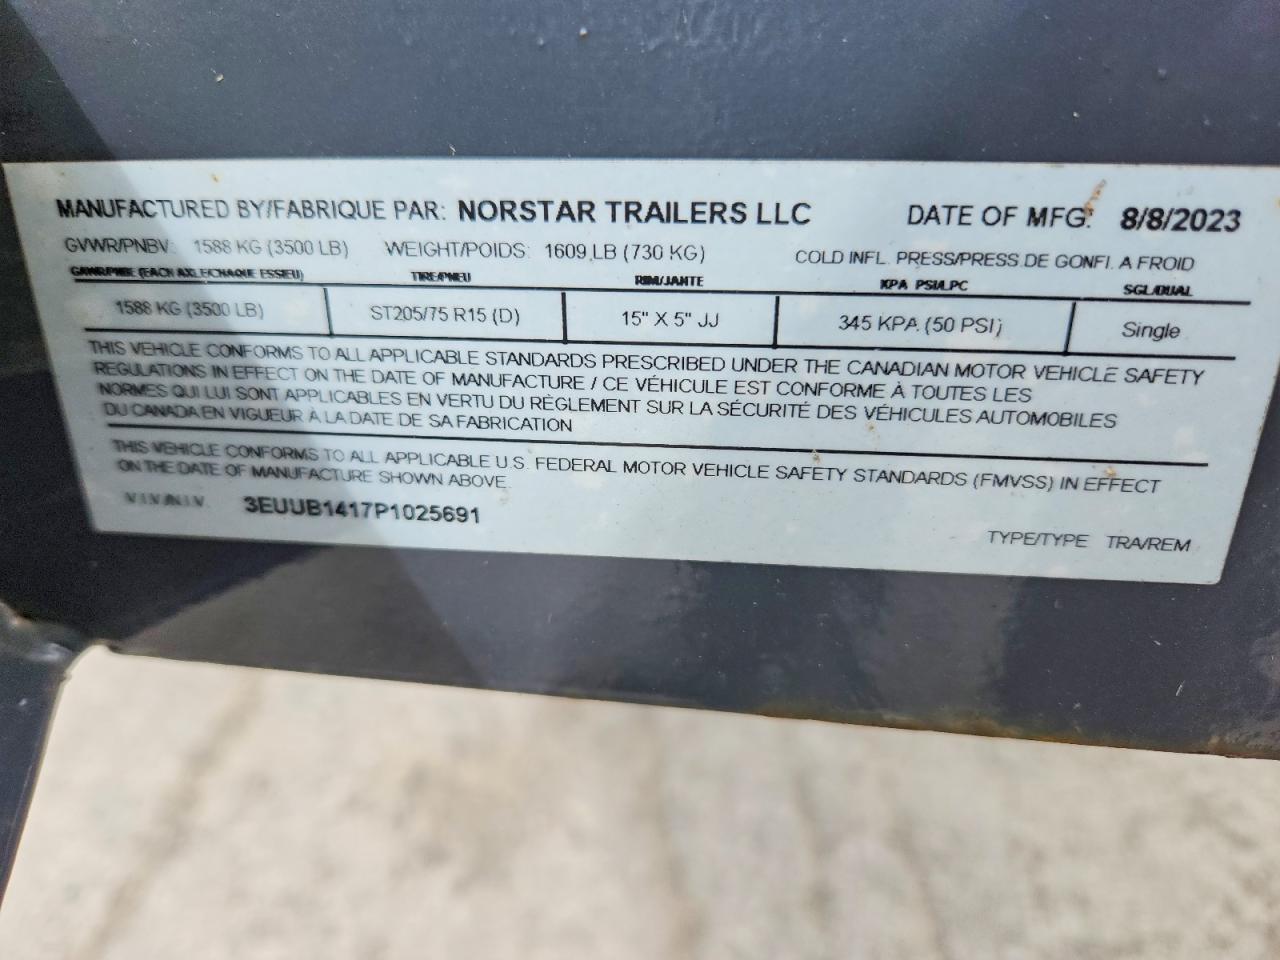 MANUFACTURED BY/FABRIQUE PAR: NORSTAR TRAILERS LLC DATE OF MFG: 8/8/2023
GVWR/PNBV: 1588 KG (3500 LB) WEIGHT/POIDS: 1609 LB (730 KG) COLD INFL. PRESS/PRESS.DE GONFL. A FROID
GAWR/PNBE (EACH AXLE/CHAQUE ESSIEU) TIRE/PNEU RIM/JANTE KPA PSI/LPC SGL/DUAL
1588 KG (3500 LB) ST205/75 R15 (D) 15" X 5" JJ 345 KPA (50 PSI) Single
THIS VEHICLE CONFORMS TO ALL APPLICABLE STANDARDS PRESCRIBED UNDER THE CANADIAN MOTOR VEHICLE SAFETY
REGULATIONS IN EFFECT ON THE DATE OF MANUFACTURE / CE VÉHICULE EST CONFORME À TOUTES LES
NORMES QUI LUI SONT APPLICABLES EN VERTU DU RÈGLEMENT SUR LA SÉCURITÉ DES VÉHICULES AUTOMOBILES
DU CANADA EN VIGUEUR À LA DATE DE SA FABRICATION
THIS VEHICLE CONFORMS TO ALL APPLICABLE U.S. FEDERAL MOTOR VEHICLE SAFETY STANDARDS (FMVSS) IN EFFECT
ON THE DATE OF MANUFACTURE SHOWN ABOVE.
V.I.N/N.I.V. 3EUUB1417P1025691 TYPE/TYPE TRA/REM